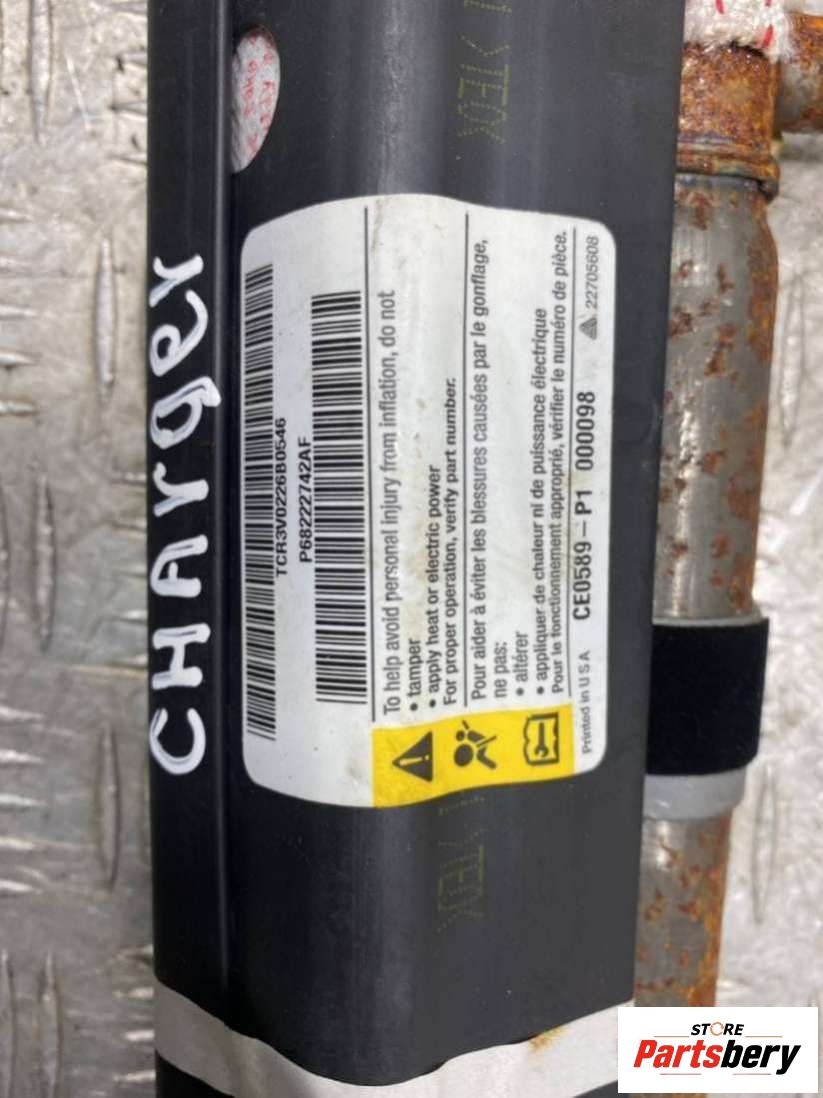 CHArger
TCR3V0226B0546
P68222742AF
To help avoid personal injury from inflation, do not
• tamper
• apply heat or electric power
For proper operation, verify part number.
Pour aider à éviter les blessures causées par le gonflage,
ne pas:
• altérer
• appliquer de chaleur ni de puissance électrique
Pour le fonctionnement approprié, vérifier le numéro de pièce.
Printed in U S A CE0589-P1 000098 22705608
STORE
Partsbery